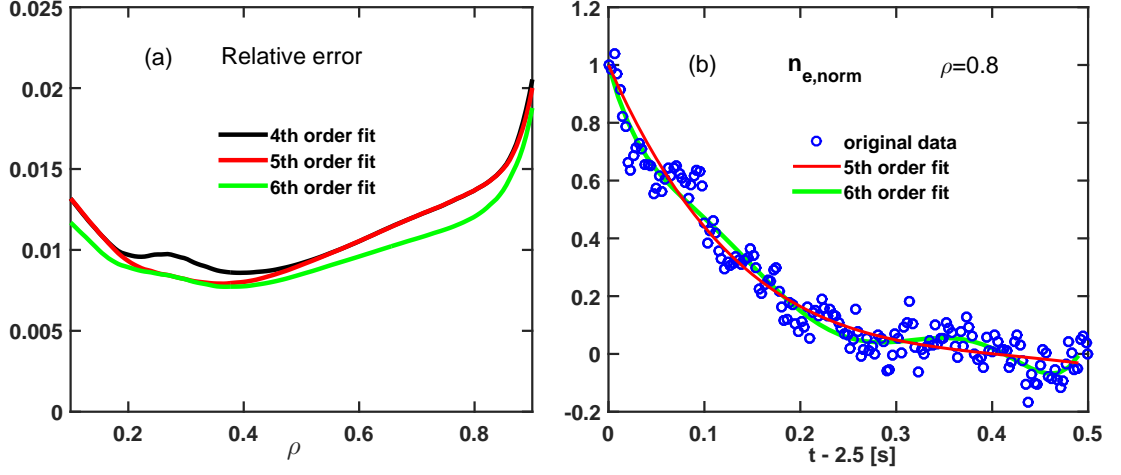 0.025
0.02
0.015
0.01
0.005
0
0.2
0.4
0.6
0.8
ρ
(a) Relative error
4th order fit
5th order fit
6th order fit
1.2
1
0.8
0.6
0.4
0.2
0
-0.2
0
0.1
0.2
0.3
0.4
0.5
t - 2.5 [s]
(b) n_e,norm ρ=0.8
original data
5th order fit
6th order fit